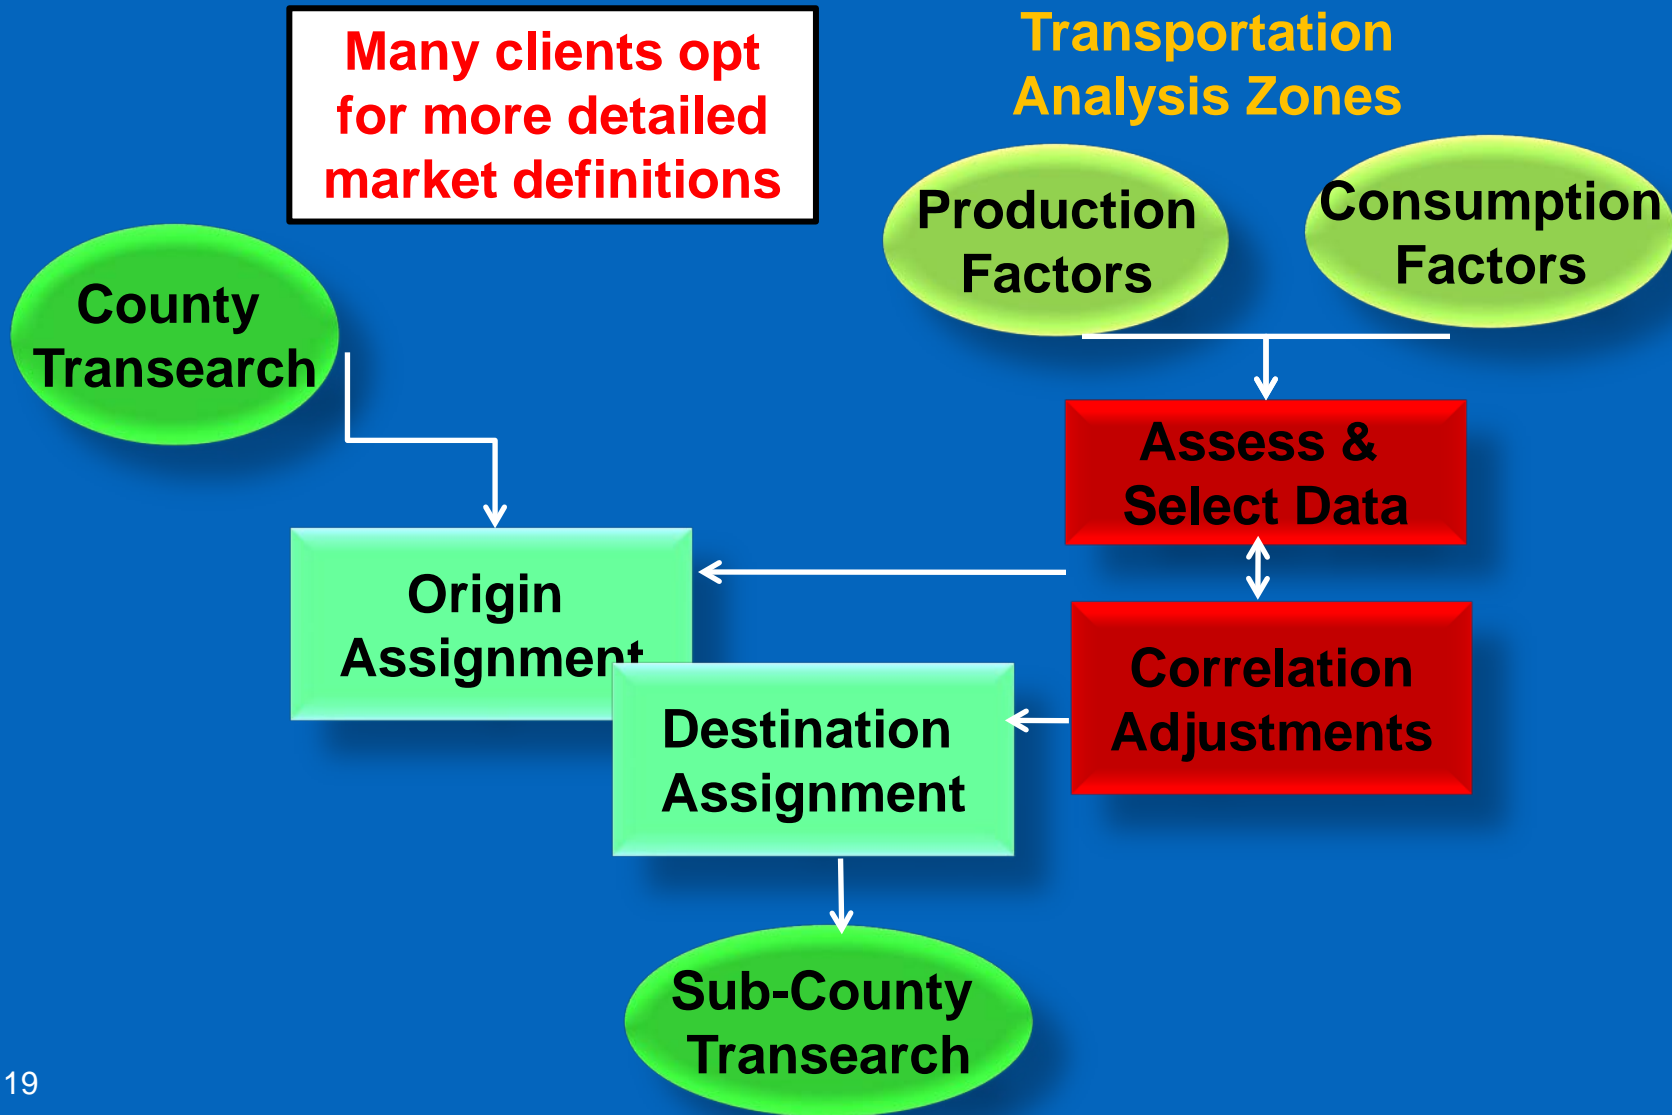 Many clients opt
for more detailed
market definitions
Transportation
Analysis Zones
Production
Factors
Consumption
Factors
County
Transearch
Assess &
Select Data
Origin
Assignment
Correlation
Adjustments
Destination
Assignment
Sub-County
Transearch
19